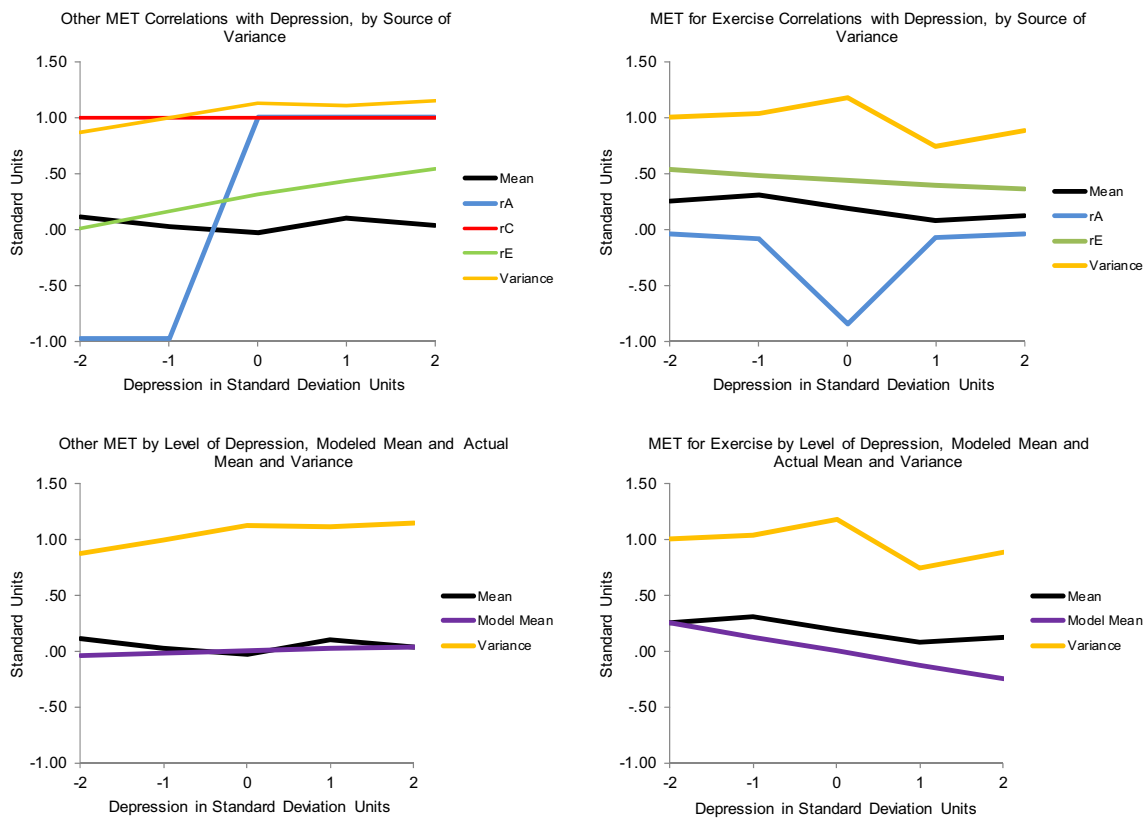 Other MET Correlations with Depression, by Source of
Variance
1.50
1.00
.50
.00
-.50
-1.00
Standard Units
-2
-1
0
1
2
Depression in Standard Deviation Units
Mean
rA
rC
rE
Variance
MET for Exercise Correlations with Depression, by Source of
Variance
1.50
1.00
.50
.00
-.50
-1.00
Standard Units
-2
-1
0
1
2
Depression in Standard Deviation Units
Mean
rA
rE
Variance
Other MET by Level of Depression, Modeled Mean and Actual
Mean and Variance
1.50
1.00
.50
.00
-.50
-1.00
Standard Units
-2
-1
0
1
2
Depression in Standard Deviation Units
Mean
Model Mean
Variance
MET for Exercise by Level of Depression, Modeled Mean and
Actual Mean and Variance
1.50
1.00
.50
.00
-.50
-1.00
Standard Units
-2
-1
0
1
2
Depression in Standard Deviation Units
Mean
Model Mean
Variance